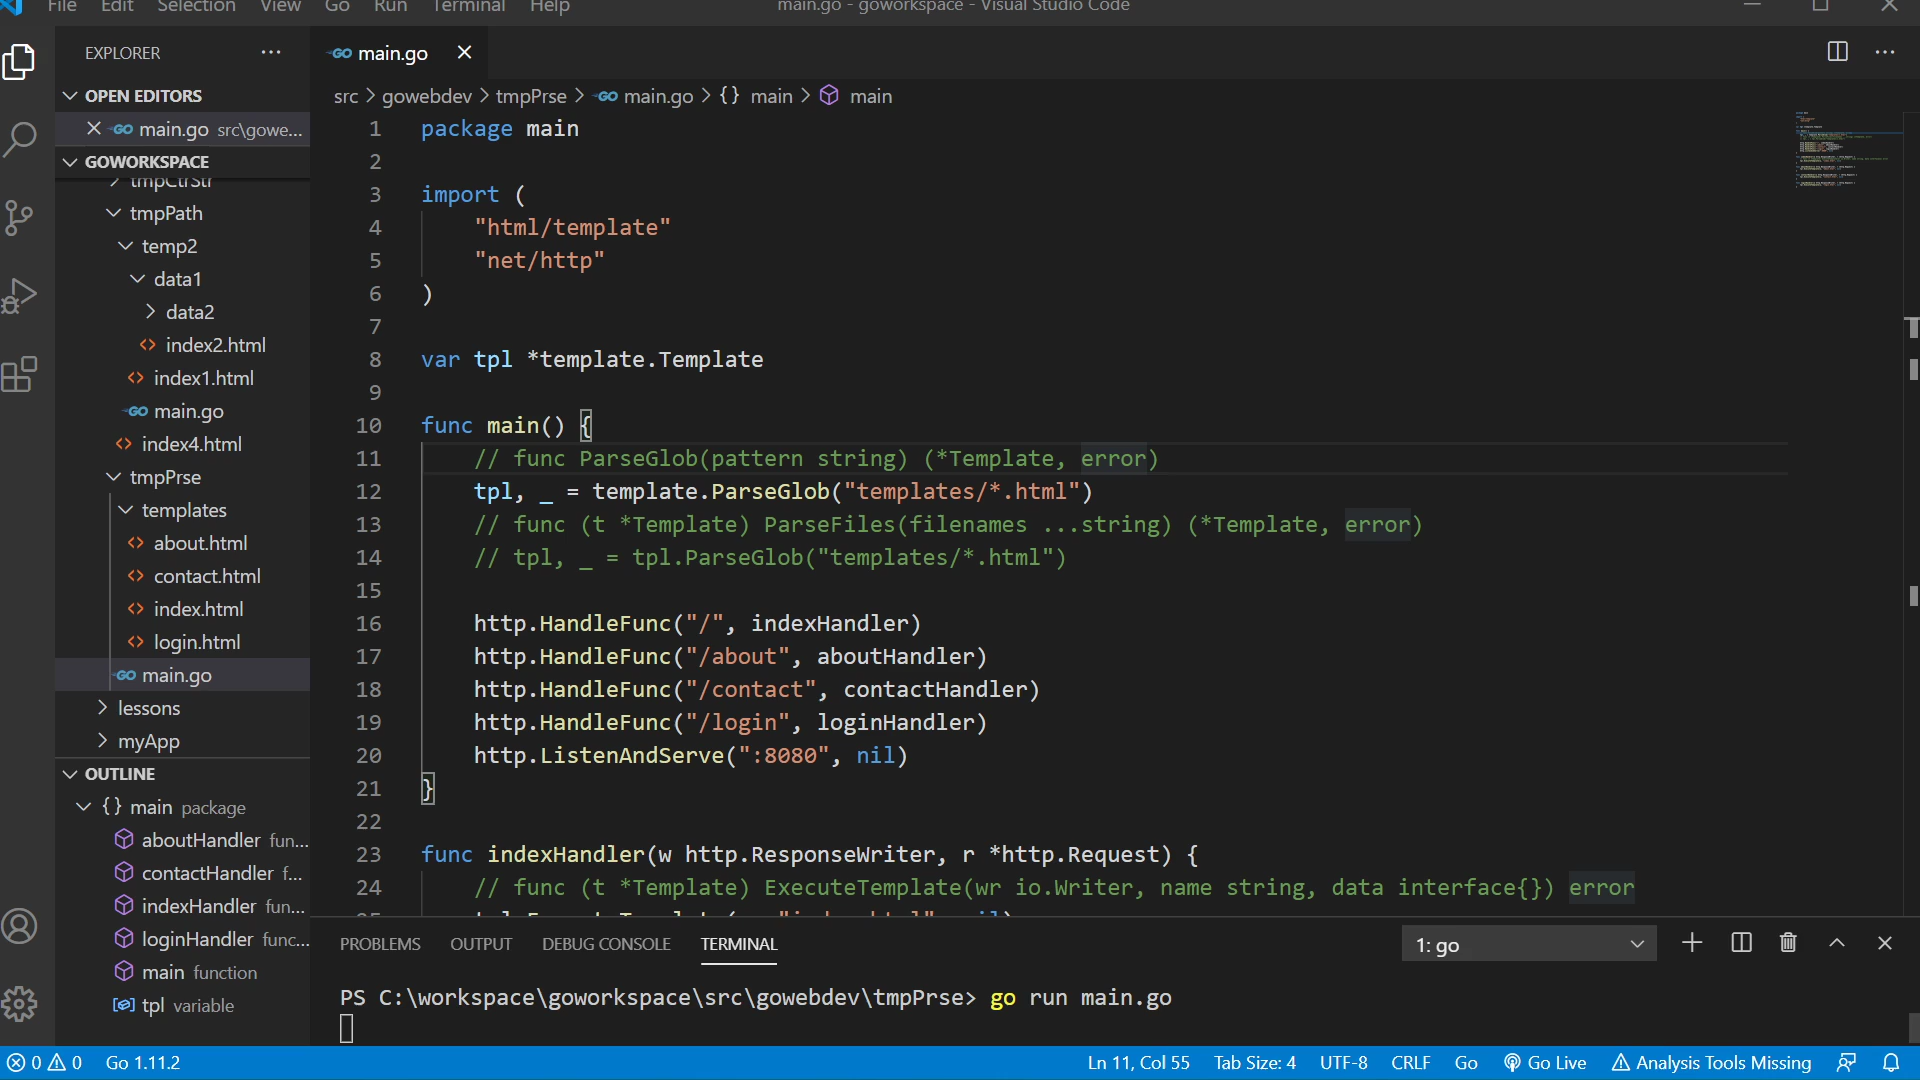 File Edit Selection View Go Run Terminal Help main.go - goworkspace - Visual Studio Code
EXPLORER
main.go
OPEN EDITORS
main.go src\gowe...
GOWORKSPACE
tmpCtrStr
tmpPath
temp2
data1
data2
index2.html
index1.html
main.go
index4.html
tmpPrse
templates
about.html
contact.html
index.html
login.html
main.go
lessons
myApp
OUTLINE
{} main package
aboutHandler fun...
contactHandler f...
indexHandler fun...
loginHandler func...
main function
tpl variable
src > gowebdev > tmpPrse > main.go > {} main > main
1 package main
2
3 import (
4 "html/template"
5 "net/http"
6 )
7
8 var tpl *template.Template
9
10 func main() {
11 // func ParseGlob(pattern string) (*Template, error)
12 tpl, _ = template.ParseGlob("templates/*.html")
13 // func (t *Template) ParseFiles(filenames ...string) (*Template, error)
14 // tpl, _ = tpl.ParseGlob("templates/*.html")
15
16 http.HandleFunc("/", indexHandler)
17 http.HandleFunc("/about", aboutHandler)
18 http.HandleFunc("/contact", contactHandler)
19 http.HandleFunc("/login", loginHandler)
20 http.ListenAndServe(":8080", nil)
21 }
22
23 func indexHandler(w http.ResponseWriter, r *http.Request) {
24 // func (t *Template) ExecuteTemplate(wr io.Writer, name string, data interface{}) error
PROBLEMS OUTPUT DEBUG CONSOLE TERMINAL 1: go
PS C:\workspace\goworkspace\src\gowebdev\tmpPrse> go run main.go
0 0 Go 1.11.2 Ln 11, Col 55 Tab Size: 4 UTF-8 CRLF Go Go Live Analysis Tools Missing